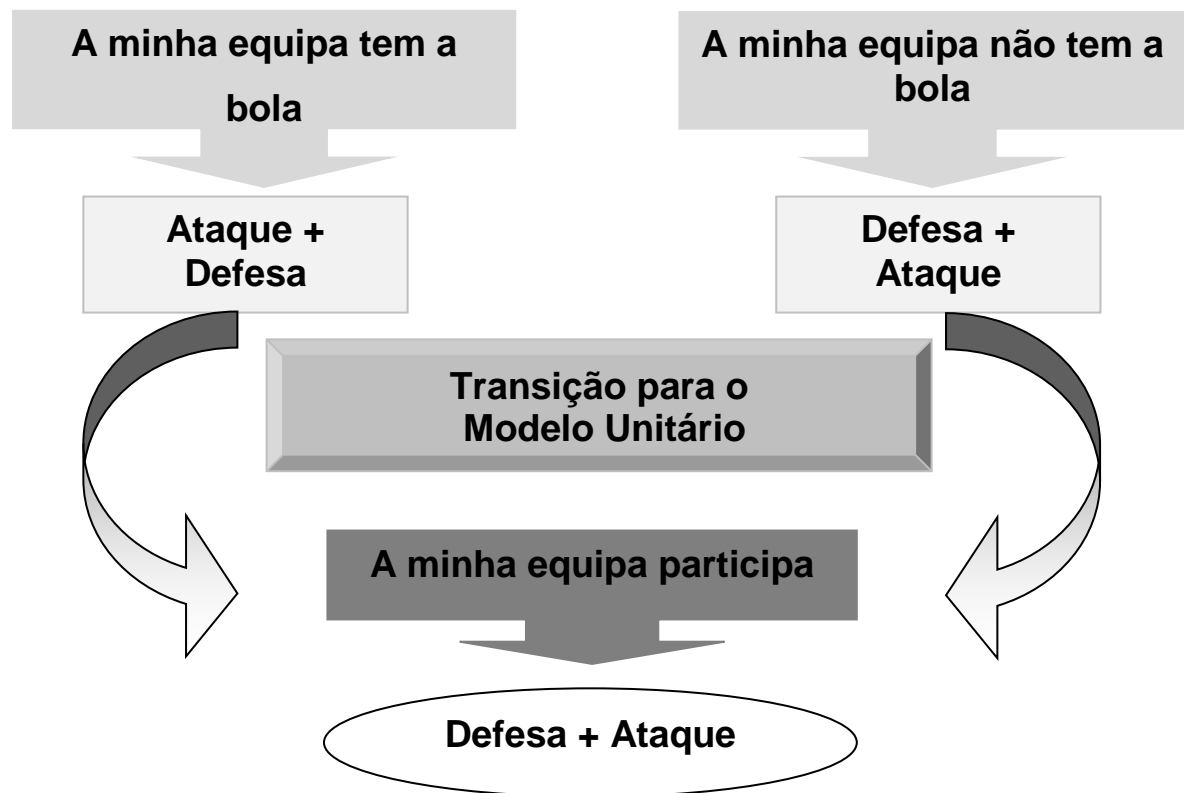 A minha equipa tem a
bola
A minha equipa não tem a
bola
Ataque +
Defesa
Defesa +
Ataque
Transição para o
Modelo Unitário
A minha equipa participa
Defesa + Ataque